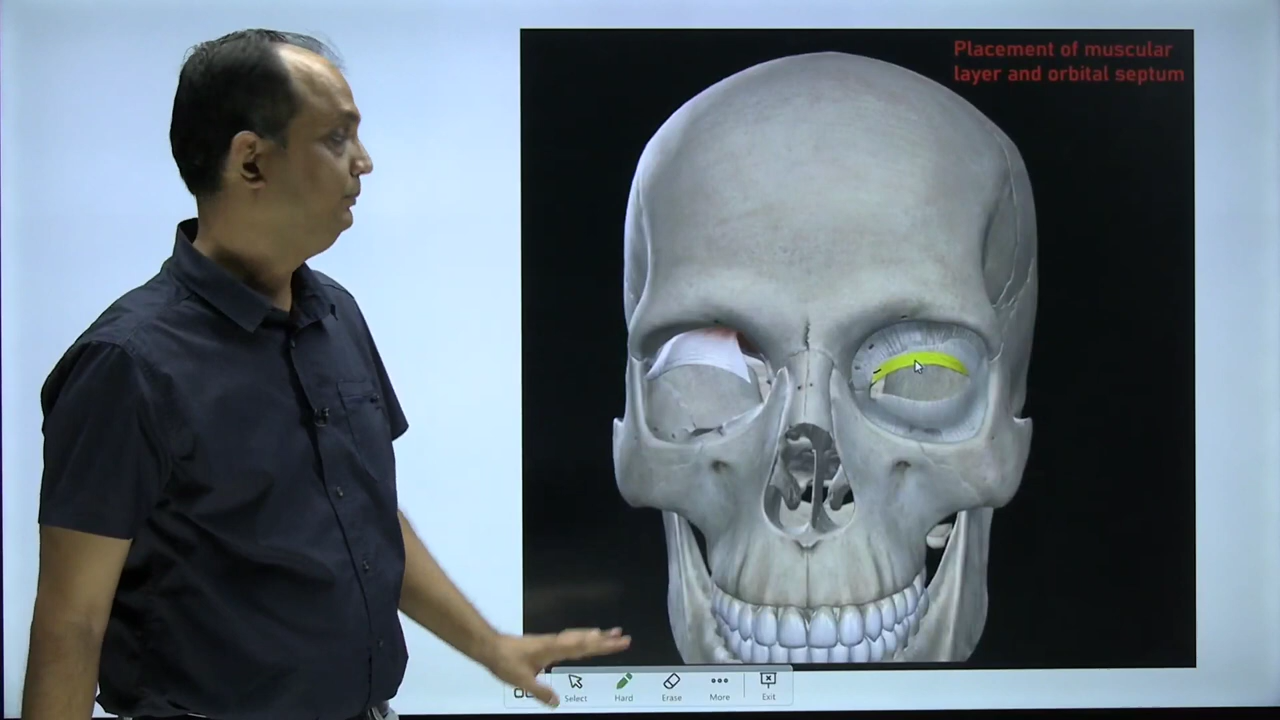 Placement of muscular
layer and orbital septum
Select
Hard
Erase
More
Exit